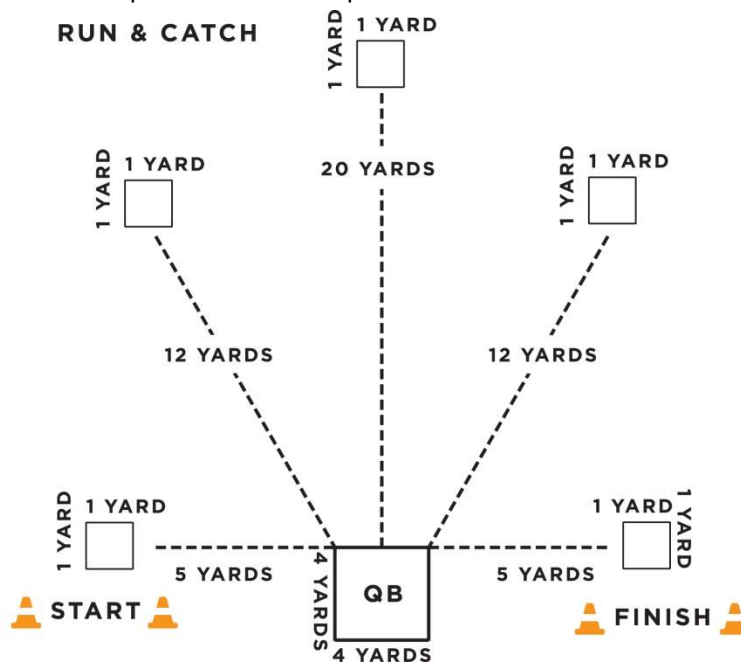 RUN & CATCH
1 YARD
1 YARD
20 YARDS
1 YARD
1 YARD
1 YARD
1 YARD
12 YARDS
12 YARDS
1 YARD
1 YARD
1 YARD
1 YARD
5 YARDS
4 YARDS
QB
5 YARDS
START
FINISH
4 YARDS